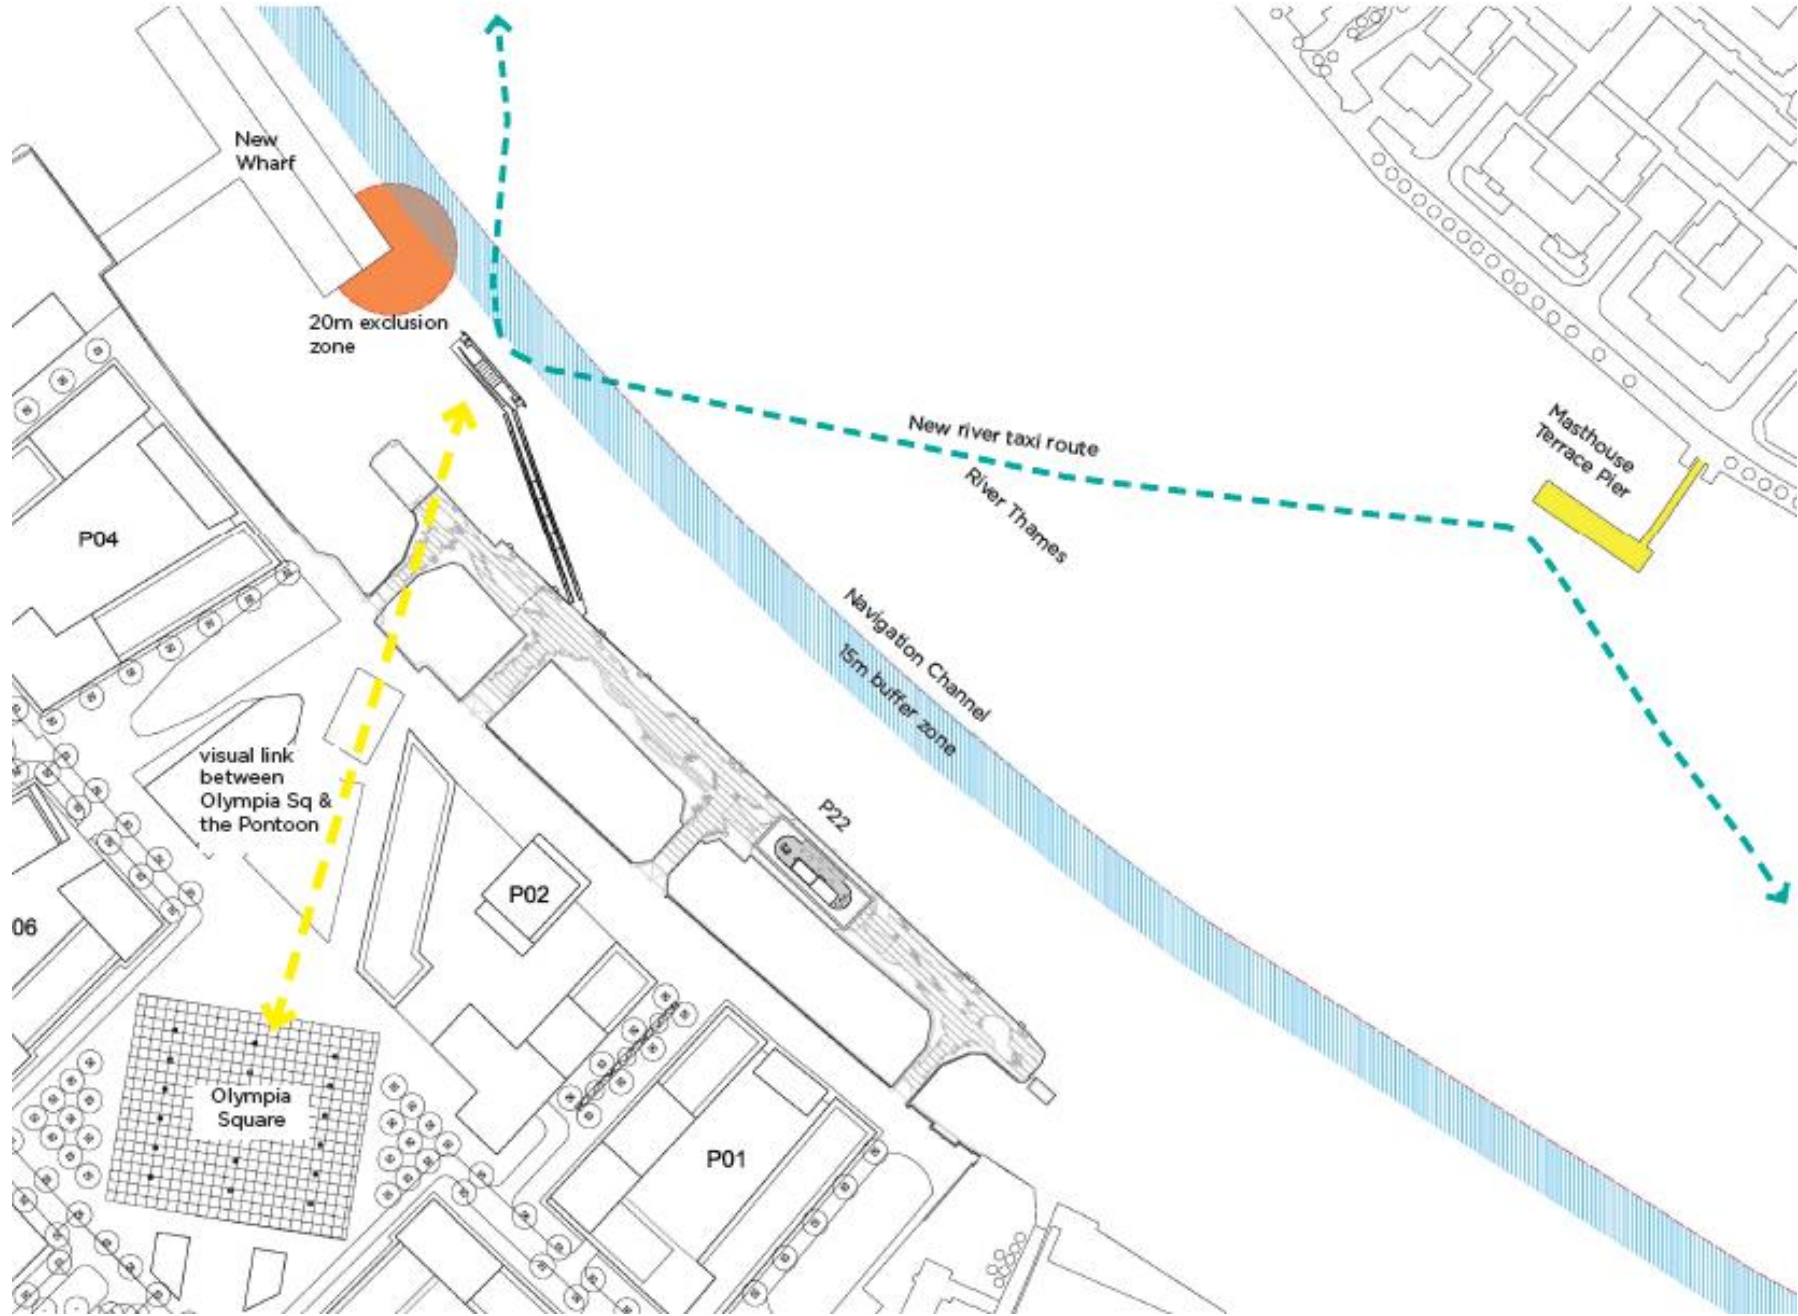 New
Wharf
20m exclusion
zone
New river taxi route
River Thames
Masthouse
Terrace Pier
P04
Navigation Channel
15m buffer zone
visual link
between
Olympia Sq &
the Pontoon
P22
P02
06
Olympia
Square
P01